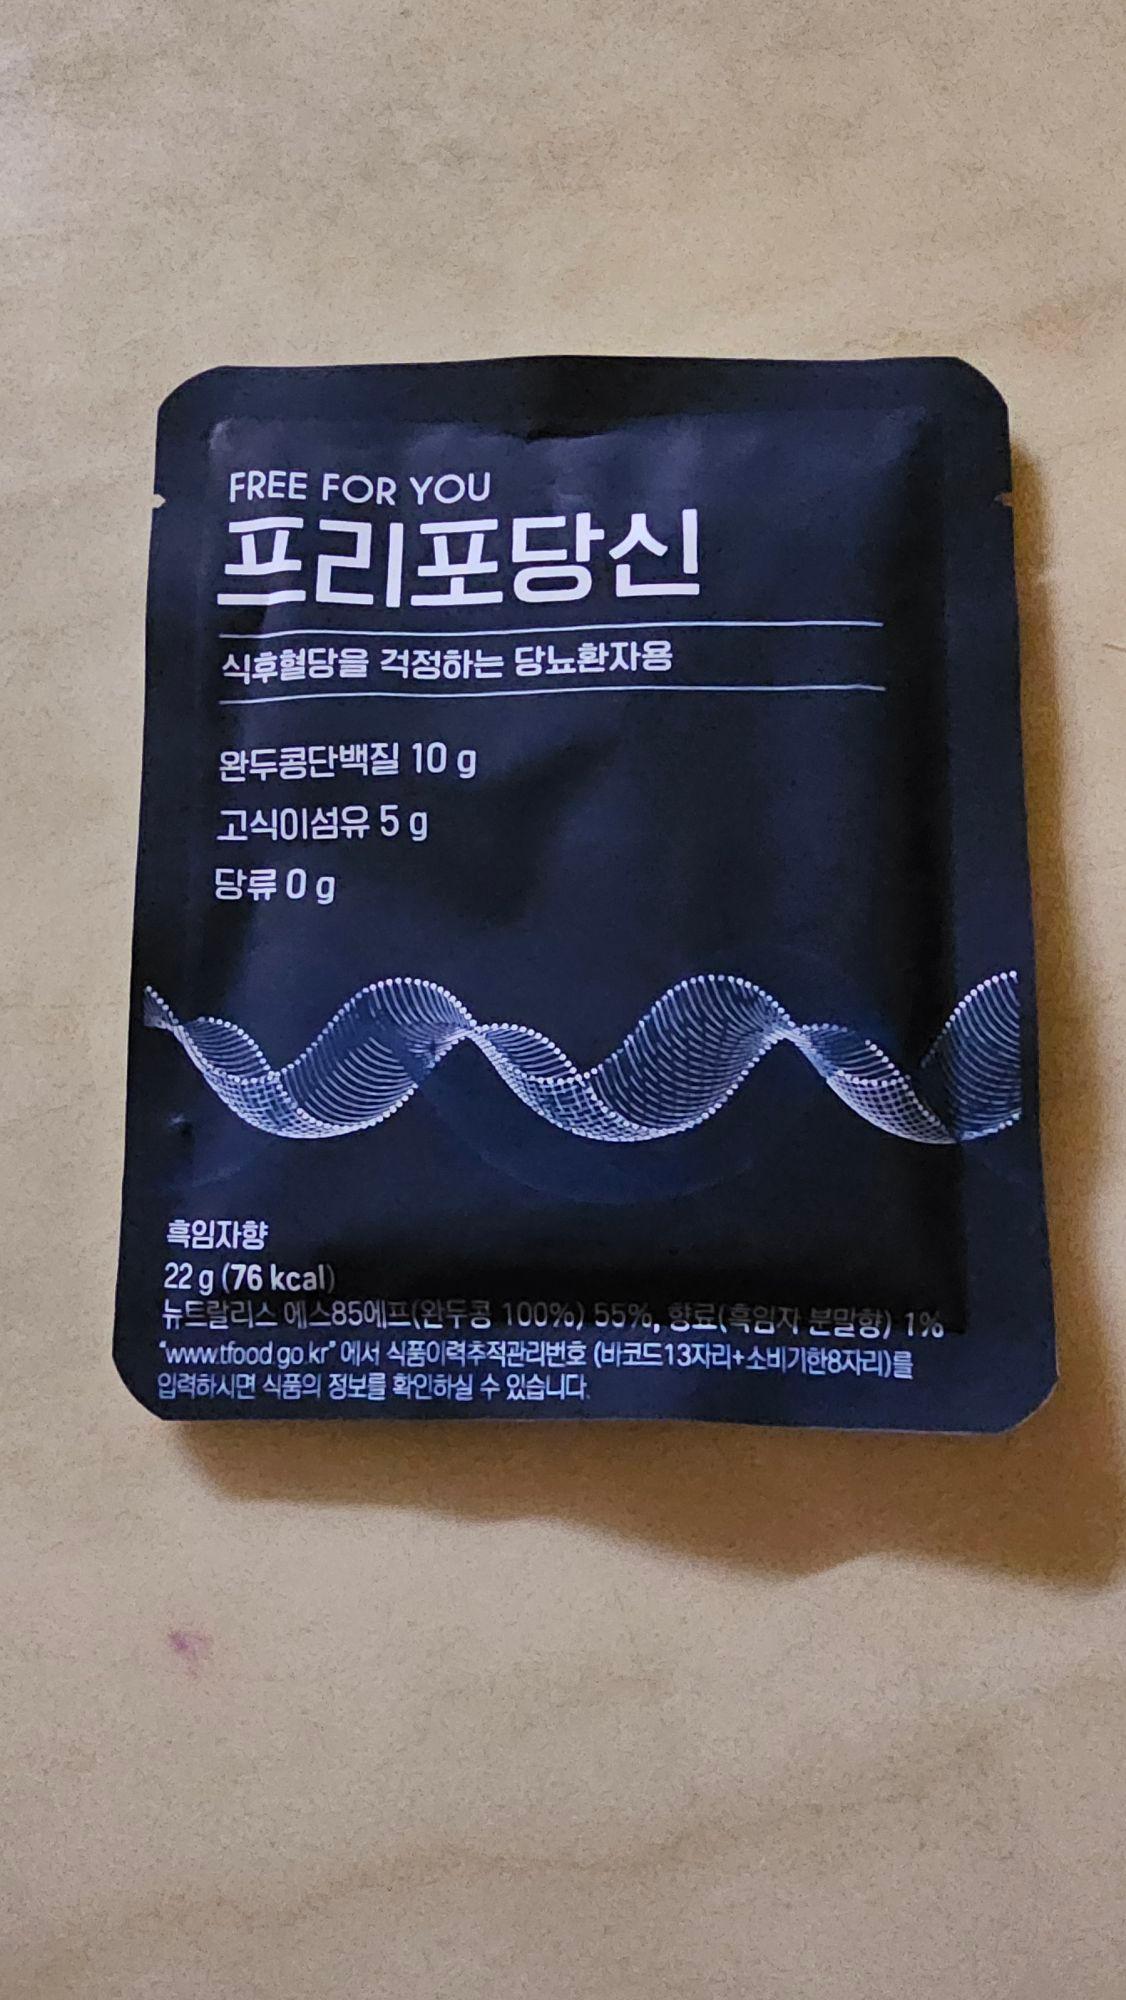 FREE FOR YOU
프리포당신
식후혈당을 걱정하는 당뇨환자용
완두콩단백질 10 g
고식이섬유 5 g
당류 0 g
흑임자향
22 g (76 kcal)
뉴트랄리스 에스85에프(완두콩 100%) 55%, 향료(흑임자 분말향) 1%
"www.tfood.go.kr" 에서 식품이력추적관리번호 (바코드13자리+소비기한8자리)를
입력하시면 식품의 정보를 확인하실 수 있습니다.